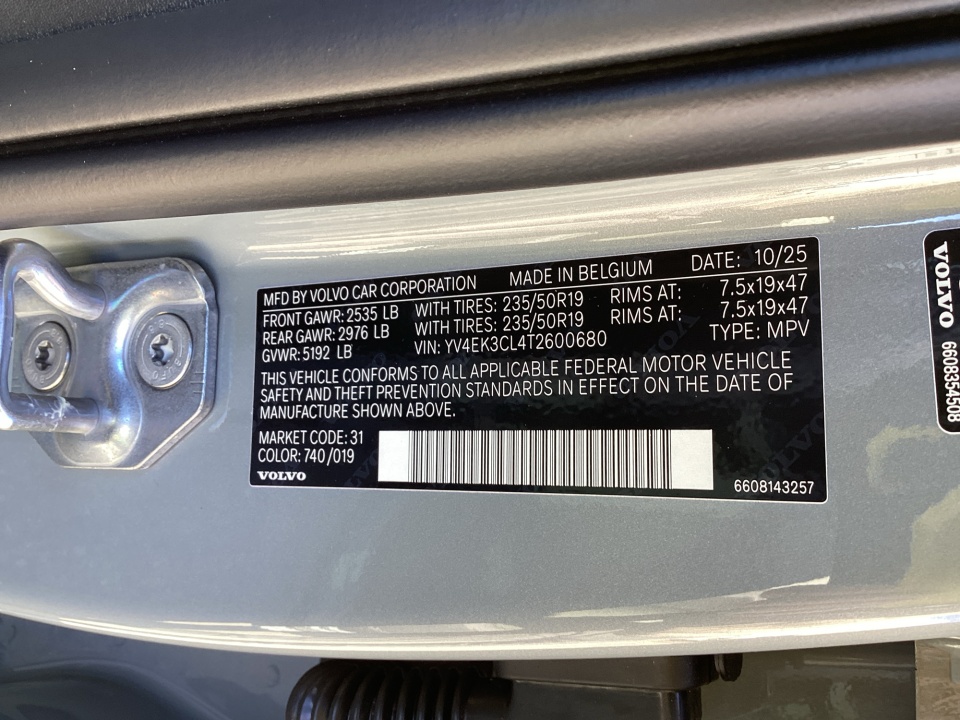 MFD BY VOLVO CAR CORPORATION MADE IN BELGIUM DATE: 10/25
FRONT GAWR: 2535 LB WITH TIRES: 235/50R19 RIMS AT: 7.5x19x47
REAR GAWR: 2976 LB WITH TIRES: 235/50R19 RIMS AT: 7.5x19x47
GVWR: 5192 LB VIN: YV4EK3CL4T2600680 TYPE: MPV
THIS VEHICLE CONFORMS TO ALL APPLICABLE FEDERAL MOTOR VEHICLE
SAFETY AND THEFT PREVENTION STANDARDS IN EFFECT ON THE DATE OF
MANUFACTURE SHOWN ABOVE.
MARKET CODE: 31
COLOR: 740/019
VOLVO
6608143257
VOLVO
6608354508